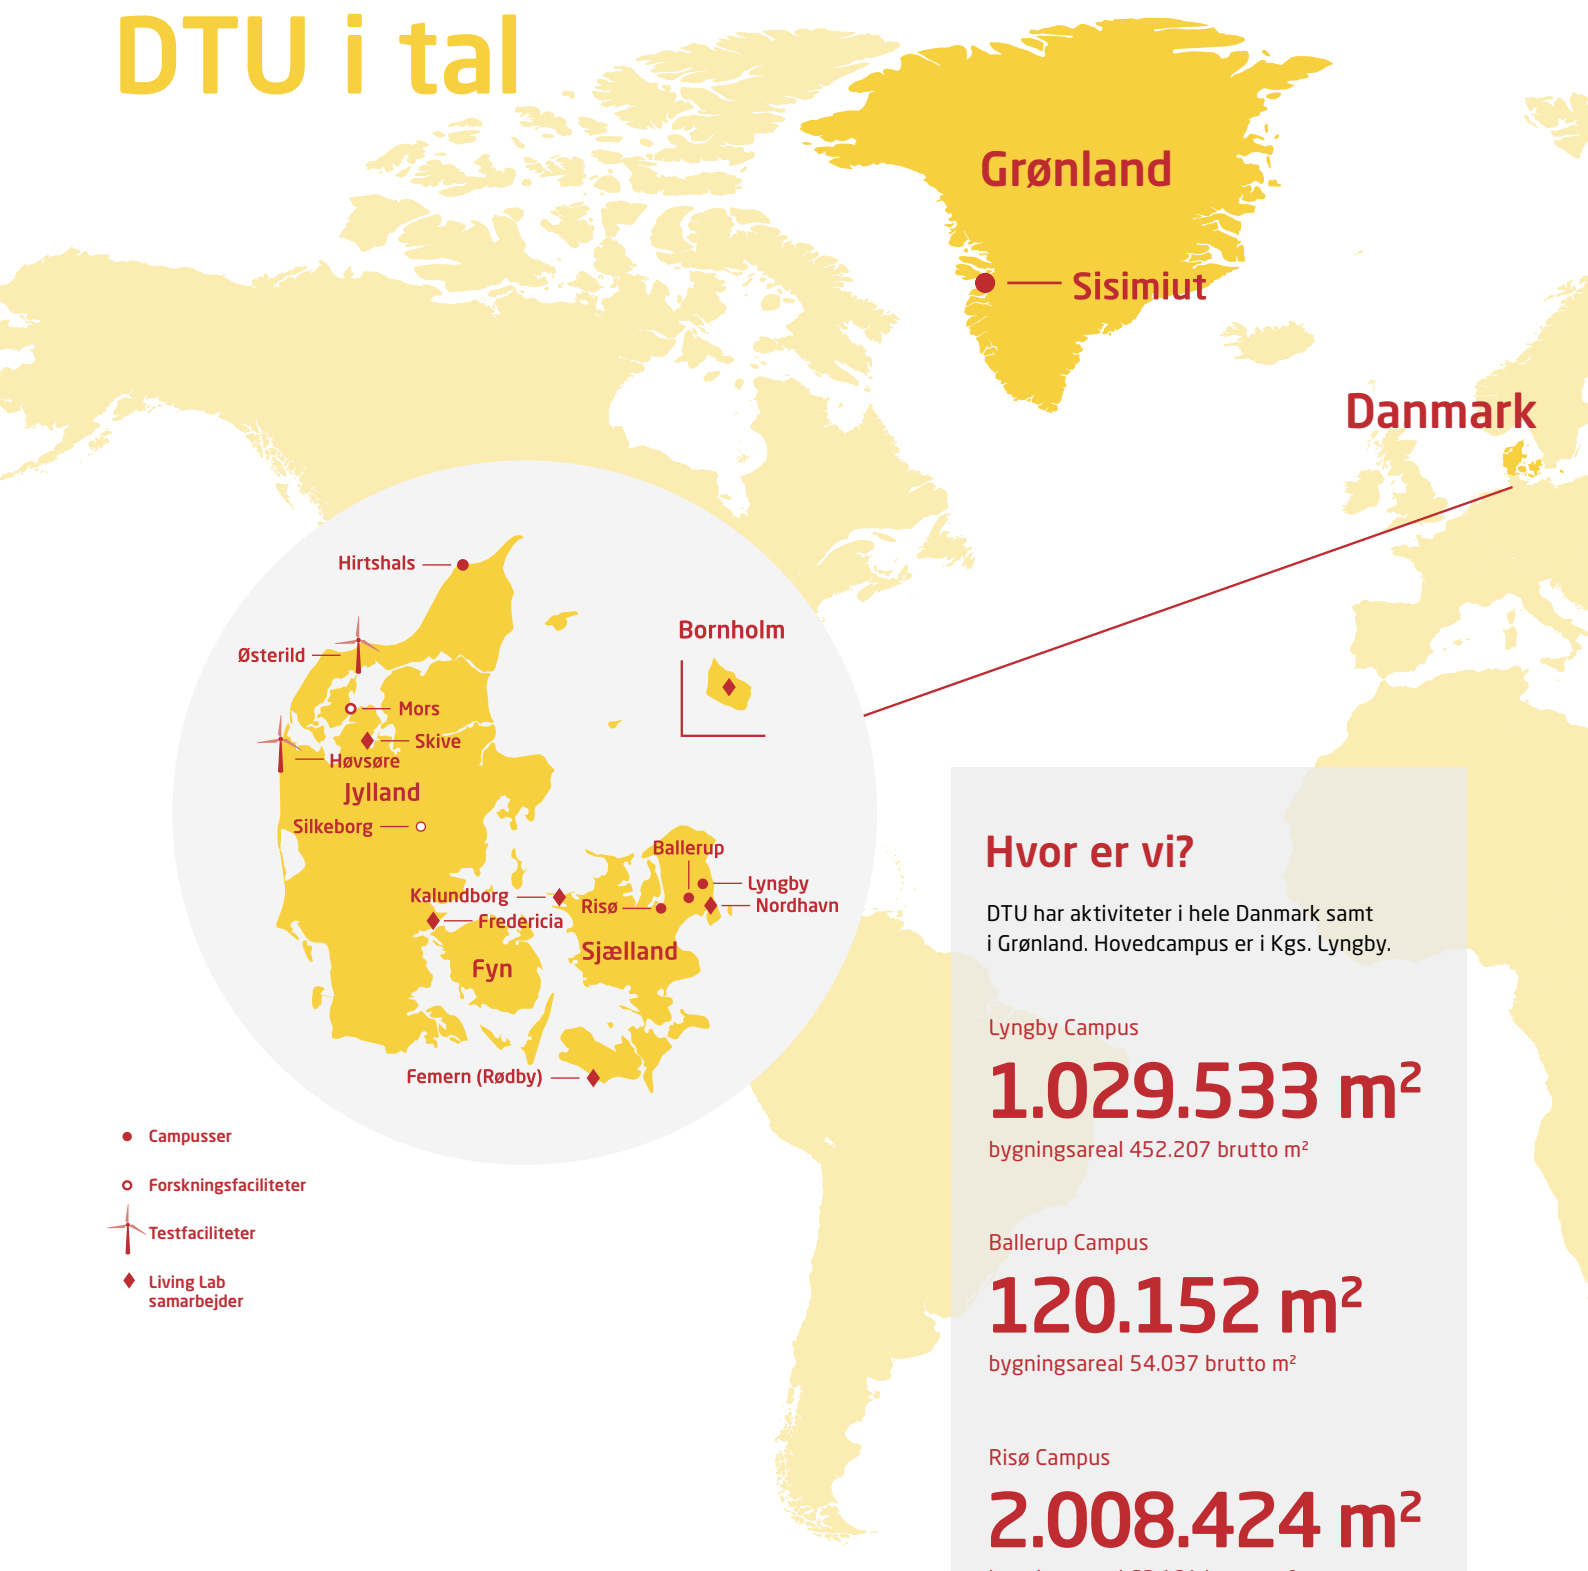 DTU i tal
Grønland
Sisimiut
Danmark
Hirtshals
Østerild
Bornholm
Mors
Skive
Høvsøre
Jylland
Silkeborg
Ballerup
Lyngby
Kalundborg
Risø
Nordhavn
Fredericia
Sjælland
Fyn
Femern (Rødby)
Campusser
Forskningsfaciliteter
Testfaciliteter
Living Lab
samarbejder
Hvor er vi?
DTU har aktiviteter i hele Danmark samt
i Grønland. Hovedcampus er i Kgs. Lyngby.
Lyngby Campus
1.029.533 m²
bygningsareal 452.207 brutto m²
Ballerup Campus
120.152 m²
bygningsareal 54.037 brutto m²
Risø Campus
2.008.424 m²